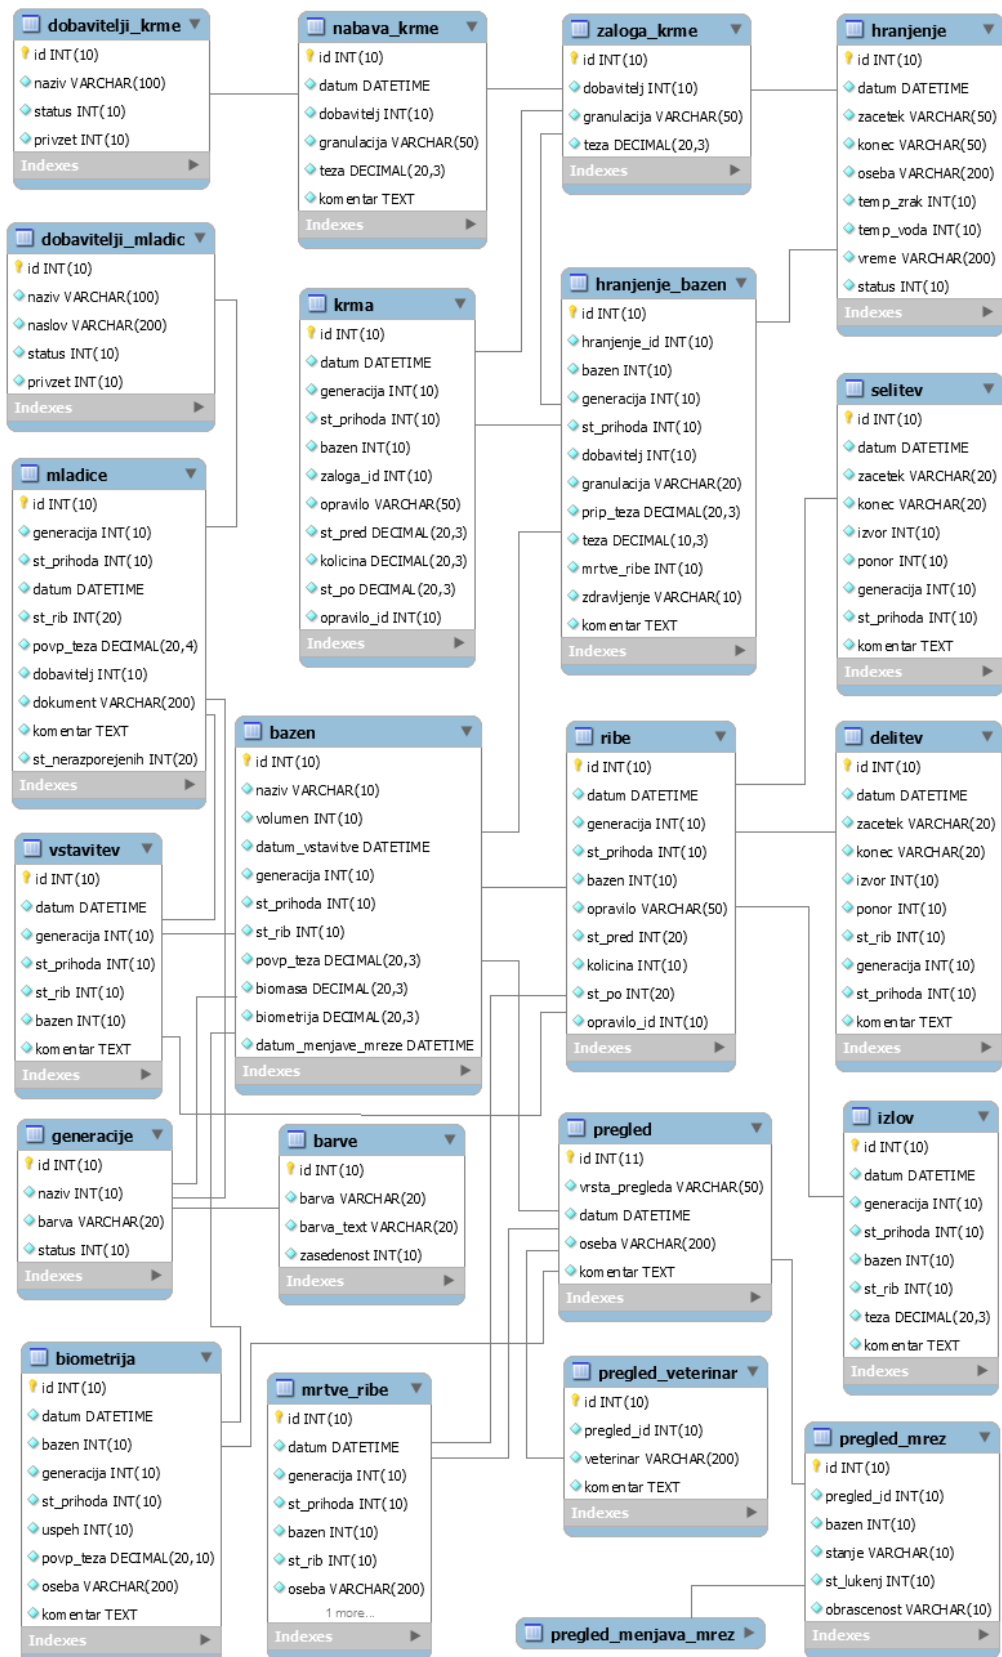 dobavitelji_krme
id INT(10)
naziv VARCHAR(100)
status INT(10)
privzet INT(10)
Indexes
nabava_krme
id INT(10)
datum DATETIME
dobavitelj INT(10)
granulacija VARCHAR(50)
teza DECIMAL(20,3)
komentar TEXT
Indexes
zaloga_krme
id INT(10)
dobavitelj INT(10)
granulacija VARCHAR(50)
teza DECIMAL(20,3)
Indexes
hranjenje
id INT(10)
datum DATETIME
zacetek VARCHAR(50)
konec VARCHAR(50)
oseba VARCHAR(200)
temp_zrak INT(10)
temp_voda INT(10)
vreme VARCHAR(200)
status INT(10)
Indexes
dobavitelji_mladic
id INT(10)
naziv VARCHAR(100)
naslov VARCHAR(200)
status INT(10)
privzet INT(10)
Indexes
krma
id INT(10)
datum DATETIME
generacija INT(10)
st_prihoda INT(10)
bazen INT(10)
zaloga_id INT(10)
opravilo VARCHAR(50)
st_pred DECIMAL(20,3)
kolicina DECIMAL(20,3)
st_po DECIMAL(20,3)
opravilo_id INT(10)
Indexes
hranjenje_bazen
id INT(10)
hranjenje_id INT(10)
bazen INT(10)
generacija INT(10)
st_prihoda INT(10)
dobavitelj INT(10)
granulacija VARCHAR(20)
prip_teza DECIMAL(20,3)
teza DECIMAL(10,3)
mrtve_ribe INT(10)
zdravljenje VARCHAR(10)
komentar TEXT
Indexes
selitev
id INT(10)
datum DATETIME
zacetek VARCHAR(20)
konec VARCHAR(20)
izvor INT(10)
ponor INT(10)
generacija INT(10)
st_prihoda INT(10)
komentar TEXT
Indexes
mladice
id INT(10)
generacija INT(10)
st_prihoda INT(10)
datum DATETIME
st_rib INT(20)
povp_teza DECIMAL(20,4)
dobavitelj INT(10)
dokument VARCHAR(200)
komentar TEXT
st_nerazporejenih INT(20)
Indexes
bazen
id INT(10)
naziv VARCHAR(10)
volumen INT(10)
datum_vstavitve DATETIME
generacija INT(10)
st_prihoda INT(10)
st_rib INT(10)
povp_teza DECIMAL(20,3)
biomasa DECIMAL(20,3)
biometrija DECIMAL(20,3)
datum_menjave_mreze DATETIME
Indexes
ribe
id INT(10)
datum DATETIME
generacija INT(10)
st_prihoda INT(10)
bazen INT(10)
opravilo VARCHAR(50)
st_pred INT(20)
kolicina INT(10)
st_po INT(20)
opravilo_id INT(10)
Indexes
delitev
id INT(10)
datum DATETIME
zacetek VARCHAR(20)
konec VARCHAR(20)
izvor INT(10)
ponor INT(10)
st_rib INT(10)
generacija INT(10)
st_prihoda INT(10)
komentar TEXT
Indexes
vstavitev
id INT(10)
datum DATETIME
generacija INT(10)
st_prihoda INT(10)
st_rib INT(10)
bazen INT(10)
komentar TEXT
Indexes
generacije
id INT(10)
naziv INT(10)
barva VARCHAR(20)
status INT(10)
Indexes
barve
id INT(10)
barva VARCHAR(20)
barva_text VARCHAR(20)
zasedenost INT(10)
Indexes
pregled
id INT(11)
vrsta_pregleda VARCHAR(50)
datum DATETIME
oseba VARCHAR(200)
komentar TEXT
Indexes
izlov
id INT(10)
datum DATETIME
generacija INT(10)
st_prihoda INT(10)
bazen INT(10)
st_rib INT(10)
teza DECIMAL(20,3)
komentar TEXT
Indexes
biometrija
id INT(10)
datum DATETIME
bazen INT(10)
generacija INT(10)
st_prihoda INT(10)
uspeh INT(10)
povp_teza DECIMAL(20,10)
oseba VARCHAR(200)
komentar TEXT
Indexes
mrtve_ribe
id INT(10)
datum DATETIME
generacija INT(10)
st_prihoda INT(10)
bazen INT(10)
st_rib INT(10)
oseba VARCHAR(200)
1 more...
Indexes
pregled_veterinar
id INT(10)
pregled_id INT(10)
veterinar VARCHAR(200)
komentar TEXT
Indexes
pregled_mrez
id INT(10)
pregled_id INT(10)
bazen INT(10)
stanje VARCHAR(10)
st_lukenj INT(10)
obrascenost VARCHAR(10)
Indexes
pregled_menjava_mrez